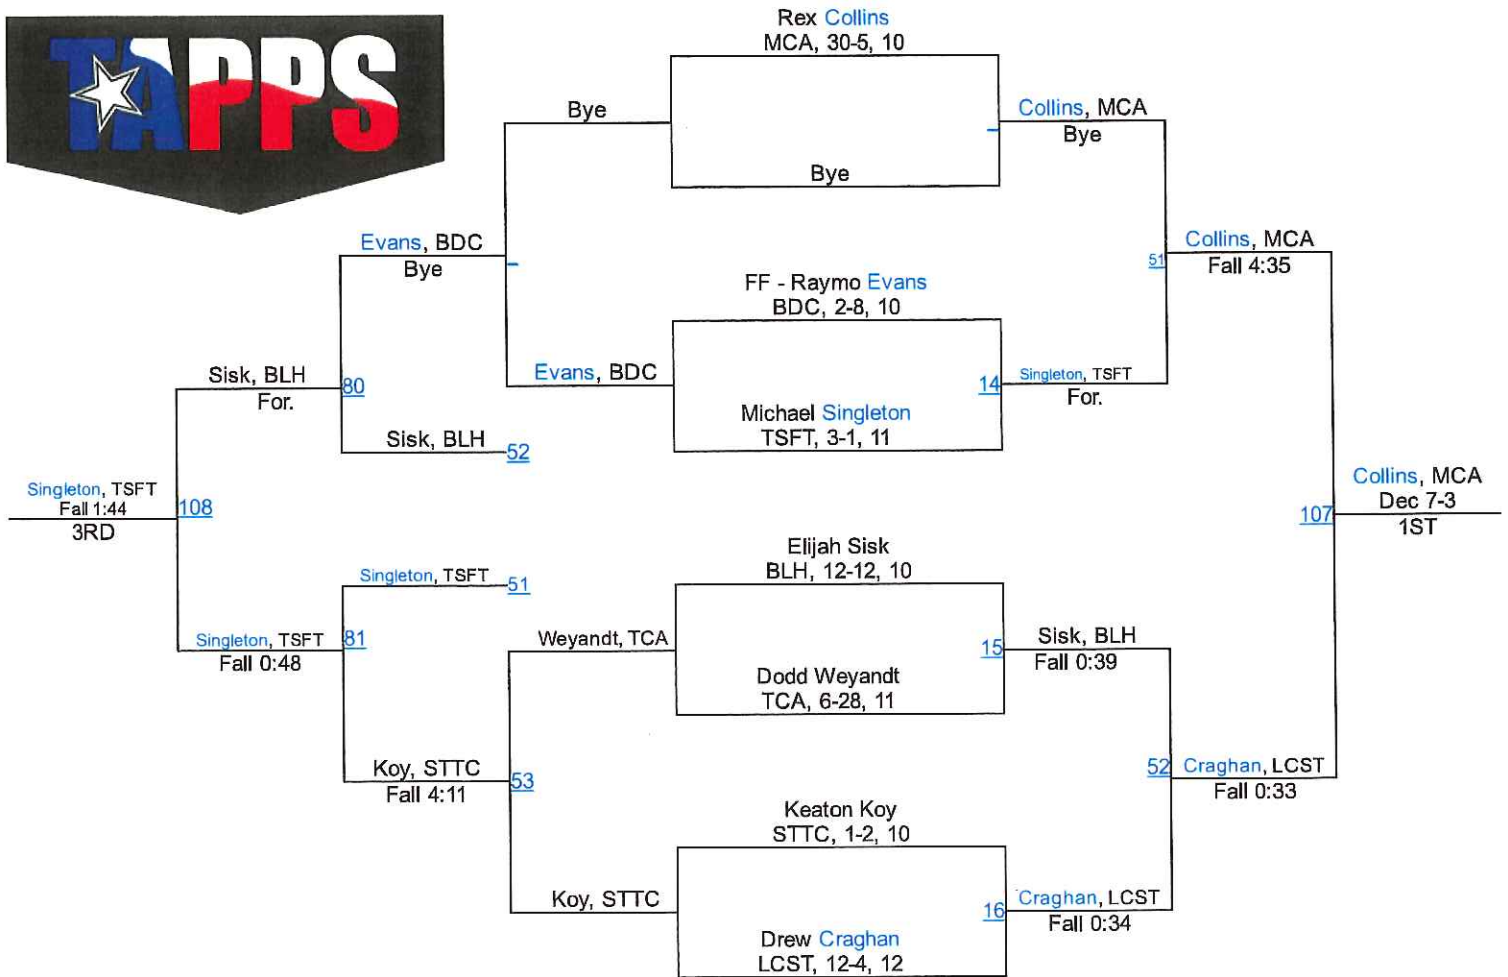 TAPPS
Rex Collins
MCA, 30-5, 10
Bye
Collins, MCA
Bye
Bye
Evans, BDC
Bye
Collins, MCA
51
Fall 4:35
FF - Raymo Evans
BDC, 2-8, 10
Sisk, BLH
For.
80
Evans, BDC
14
Singleton, TSFT
For.
Michael Singleton
TSFT, 3-1, 11
Sisk, BLH
52
Singleton, TSFT
Fall 1:44
3RD
108
Collins, MCA
Dec 7-3
1ST
107
Elijah Sisk
BLH, 12-12, 10
Singleton, TSFT
51
Singleton, TSFT
Fall 0:48
81
Weyandt, TCA
15
Sisk, BLH
Fall 0:39
Dodd Weyandt
TCA, 6-28, 11
Koy, STTC
Fall 4:11
53
52
Craghan, LCST
Fall 0:33
Keaton Koy
STTC, 1-2, 10
Koy, STTC
16
Craghan, LCST
Fall 0:34
Drew Craghan
LCST, 12-4, 12